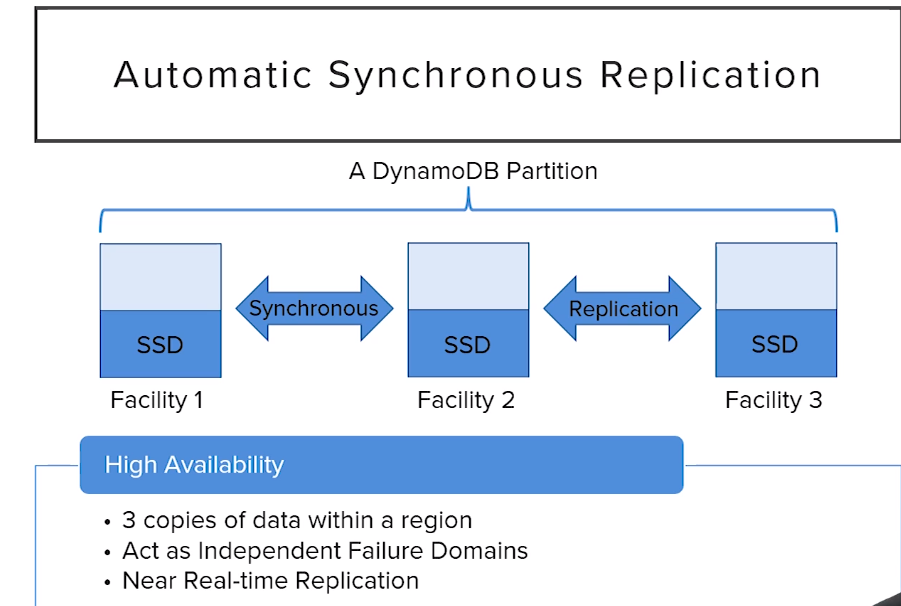 Automatic Synchronous Replication
A DynamoDB Partition
Synchronous
Replication
SSD
SSD
SSD
Facility 1
Facility 2
Facility 3
High Availability
• 3 copies of data within a region
• Act as Independent Failure Domains
• Near Real-time Replication